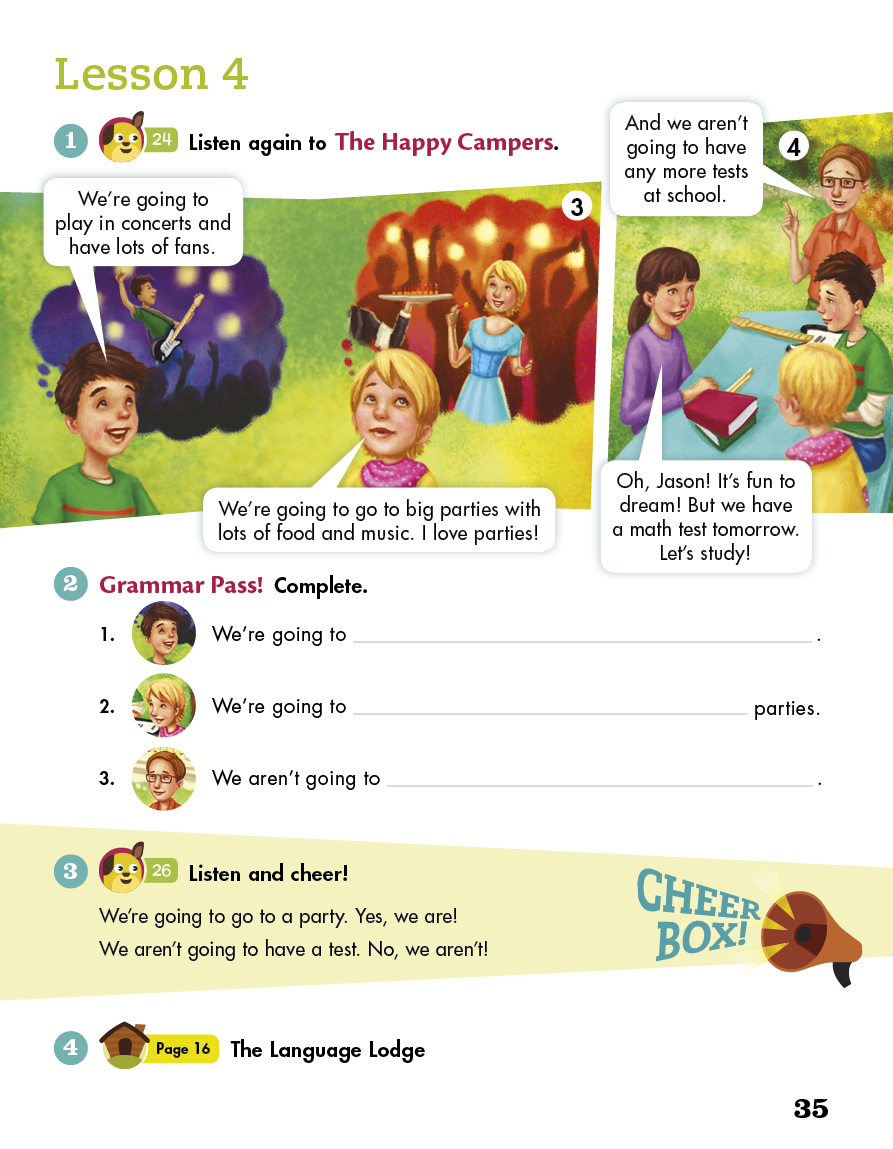 Lesson 4
1 24 Listen again to The Happy Campers.
We're going to
play in concerts and
have lots of fans.
3
We're going to go to big parties with
lots of food and music. I love parties!
And we aren't
going to have
any more tests
at school.
4
Oh, Jason! It's fun to
dream! But we have
a math test tomorrow.
Let's study!
2 Grammar Pass! Complete.
1. We're going to .
2. We're going to parties.
3. We aren't going to .
3 26 Listen and cheer!
We're going to go to a party. Yes, we are!
We aren't going to have a test. No, we aren't!
CHEER
BOX!
4 Page 16 The Language Lodge
35